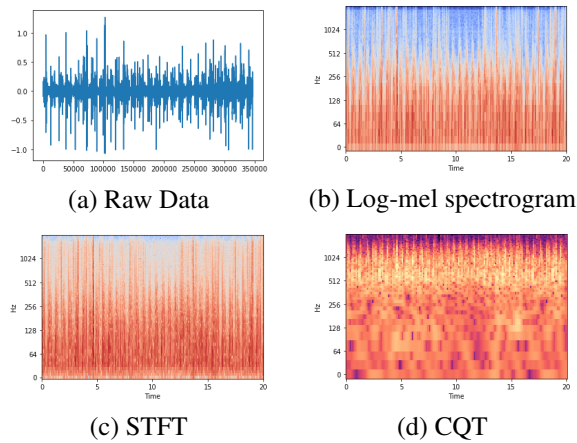 1.0
0.5
0.0
−0.5
−1.0
0 50000 100000 150000 200000 250000 300000 350000
(a) Raw Data
1024
512
256
128
64
0
Hz
0 5 10 15 20
Time
(b) Log-mel spectrogram
1024
512
256
128
64
0
Hz
0 5 10 15 20
Time
(c) STFT
1024
512
256
128
64
0
Hz
0 5 10 15 20
Time
(d) CQT